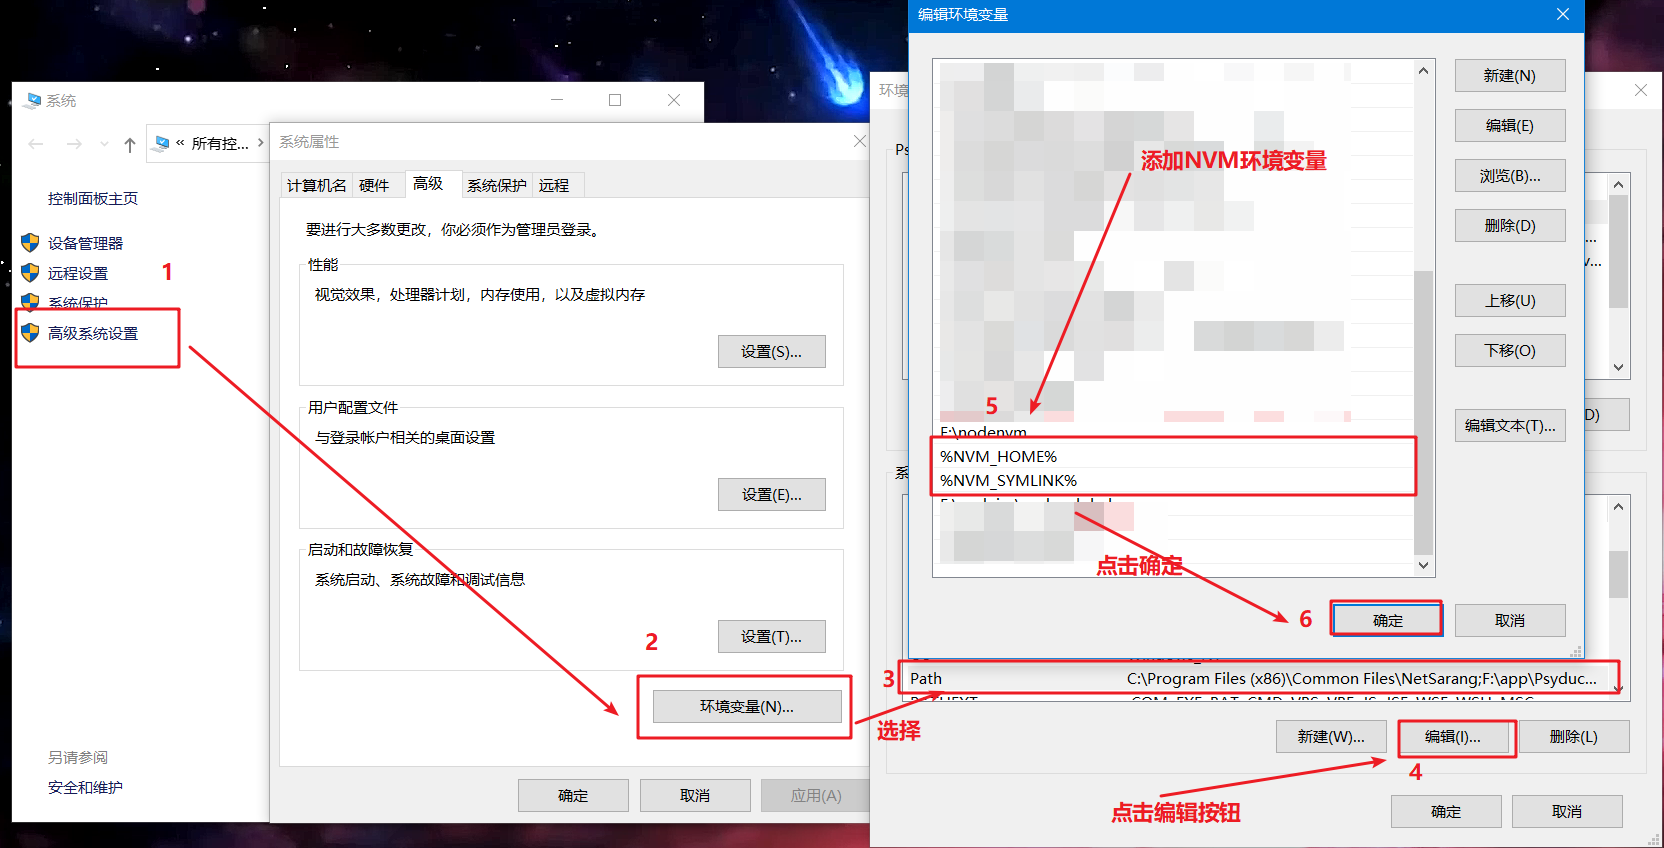 系统
« 所有控... >
控制面板主页
设备管理器
远程设置
1
系统保护
高级系统设置
另请参阅
安全和维护
系统属性
计算机名 硬件 高级 系统保护 远程
要进行大多数更改，你必须作为管理员登录。
性能
视觉效果，处理器计划，内存使用，以及虚拟内存
设置(S)...
用户配置文件
与登录帐户相关的桌面设置
设置(E)...
启动和故障恢复
系统启动、系统故障和调试信息
设置(T)...
2
环境变量(N)...
确定 取消 应用(A)
选择
编辑环境变量
添加NVM环境变量
5
F:\nodenvm
%NVM_HOME%
%NVM_SYMLINK%
点击确定
新建(N)
编辑(E)
浏览(B)...
删除(D)
上移(U)
下移(O)
编辑文本(T)...
6
确定 取消
环境
Ps
...
v...
D)
系
3
Path C:\Program Files (x86)\Common Files\NetSarang;F:\app\Psyduc...
新建(W)... 编辑(I)... 删除(L)
4
点击编辑按钮
确定 取消